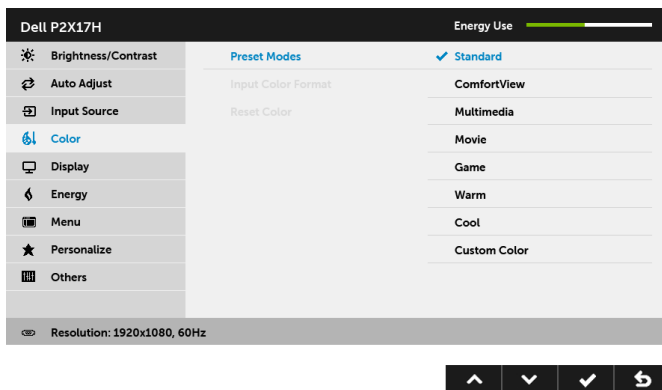 Dell P2X17H
Energy Use
Brightness/Contrast
Preset Modes
Standard
Auto Adjust
Input Color Format
ComfortView
Input Source
Reset Color
Multimedia
Color
Movie
Display
Game
Energy
Warm
Menu
Cool
Personalize
Custom Color
Others
Resolution: 1920x1080, 60Hz